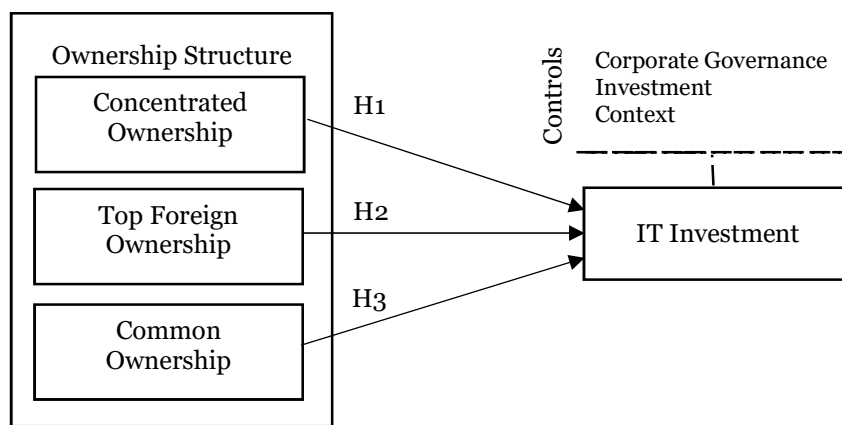 Ownership Structure
Concentrated
Ownership
Top Foreign
Ownership
Common
Ownership
H1
H2
H3
Controls
Corporate Governance
Investment
Context
IT Investment